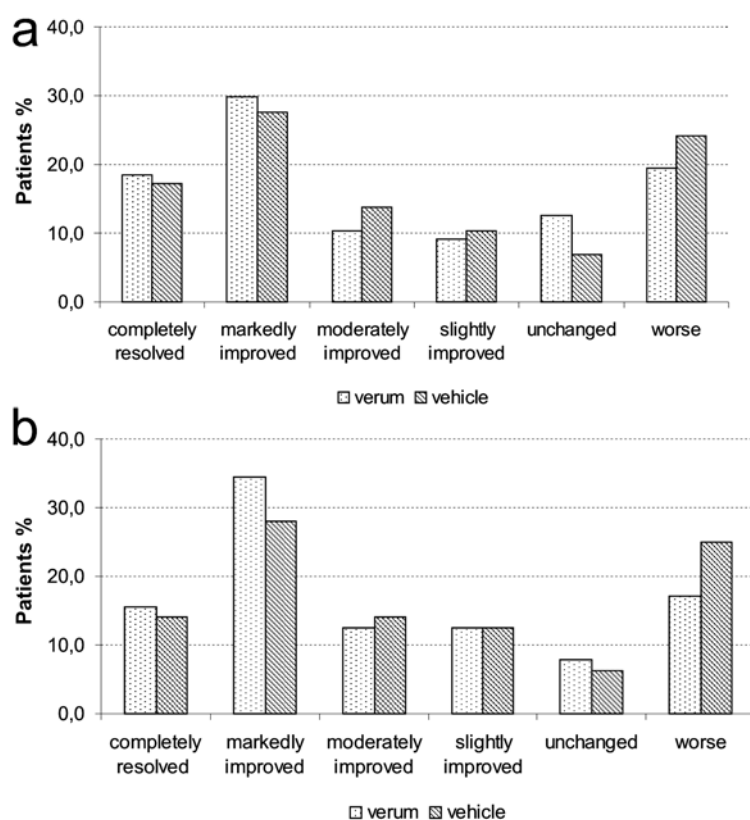 a
40,0
30,0
20,0
10,0
0,0
Patients %
completely resolved
markedly improved
moderately improved
slightly improved
unchanged
worse
verum
vehicle
b
40,0
30,0
20,0
10,0
0,0
Patients %
completely resolved
markedly improved
moderately improved
slightly improved
unchanged
worse
verum
vehicle